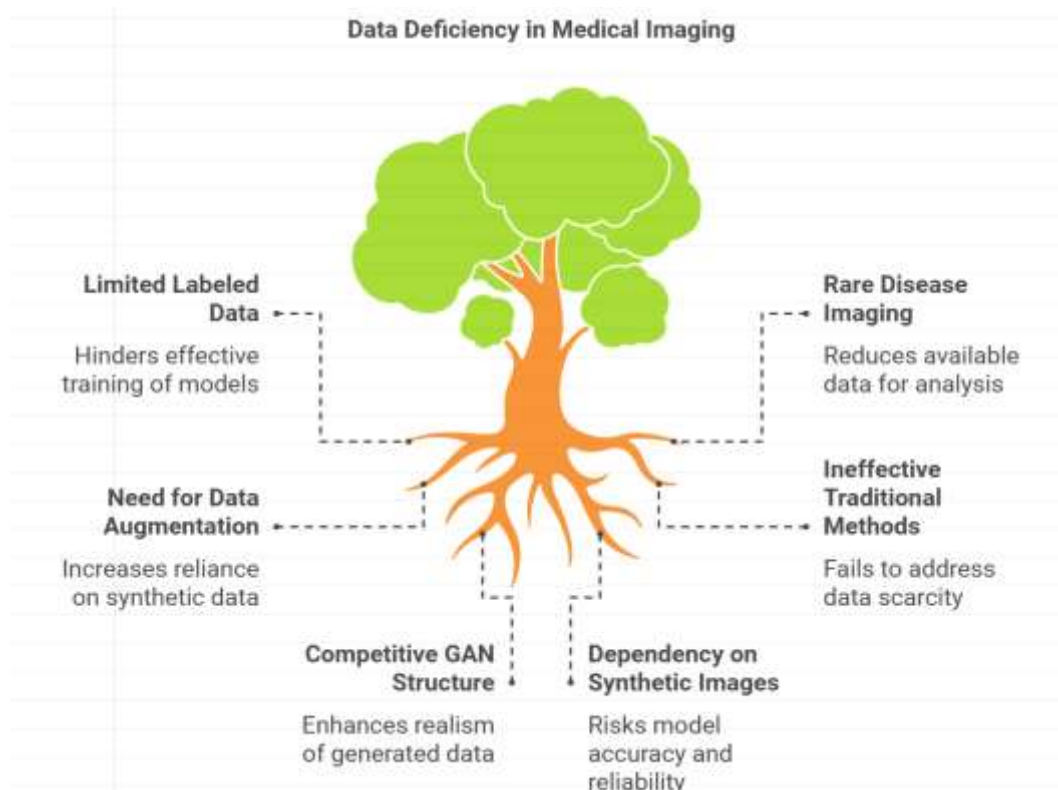 Data Deficiency in Medical Imaging
Limited Labeled
Data
Hinders effective
training of models
Rare Disease
Imaging
Reduces available
data for analysis
Need for Data
Augmentation
Increases reliance
on synthetic data
Ineffective
Traditional
Methods
Fails to address
data scarcity
Competitive GAN
Structure
Enhances realism
of generated data
Dependency on
Synthetic Images
Risks model
accuracy and
reliability